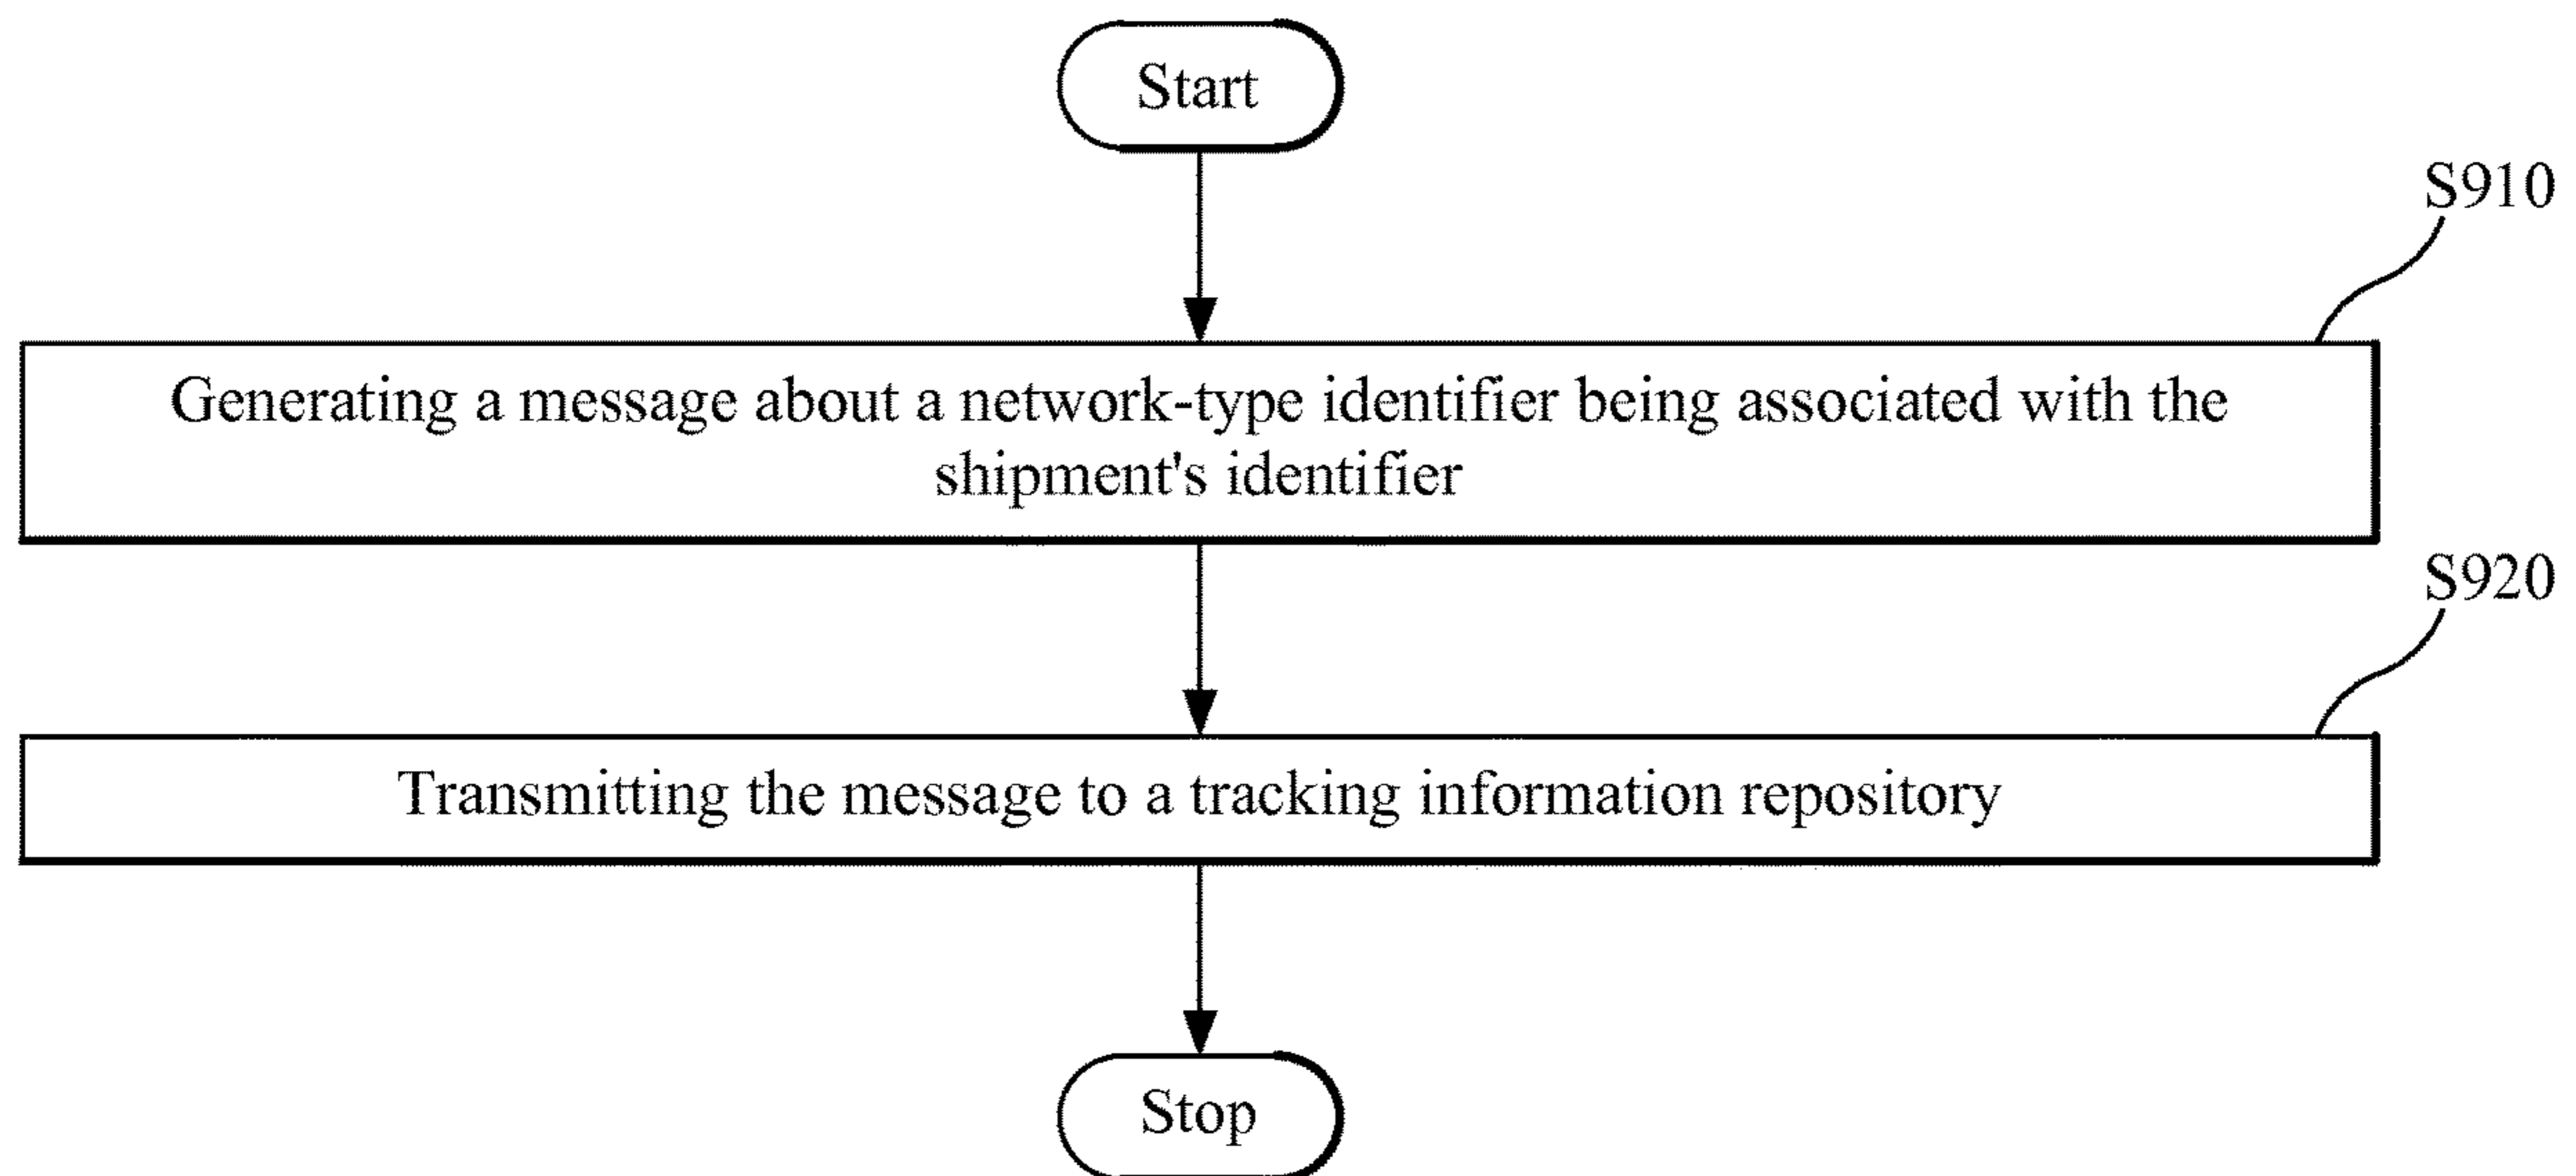 Start
S910
Generating a message about a network-type identifier being associated with the
shipment's identifier
S920
Transmitting the message to a tracking information repository
Stop